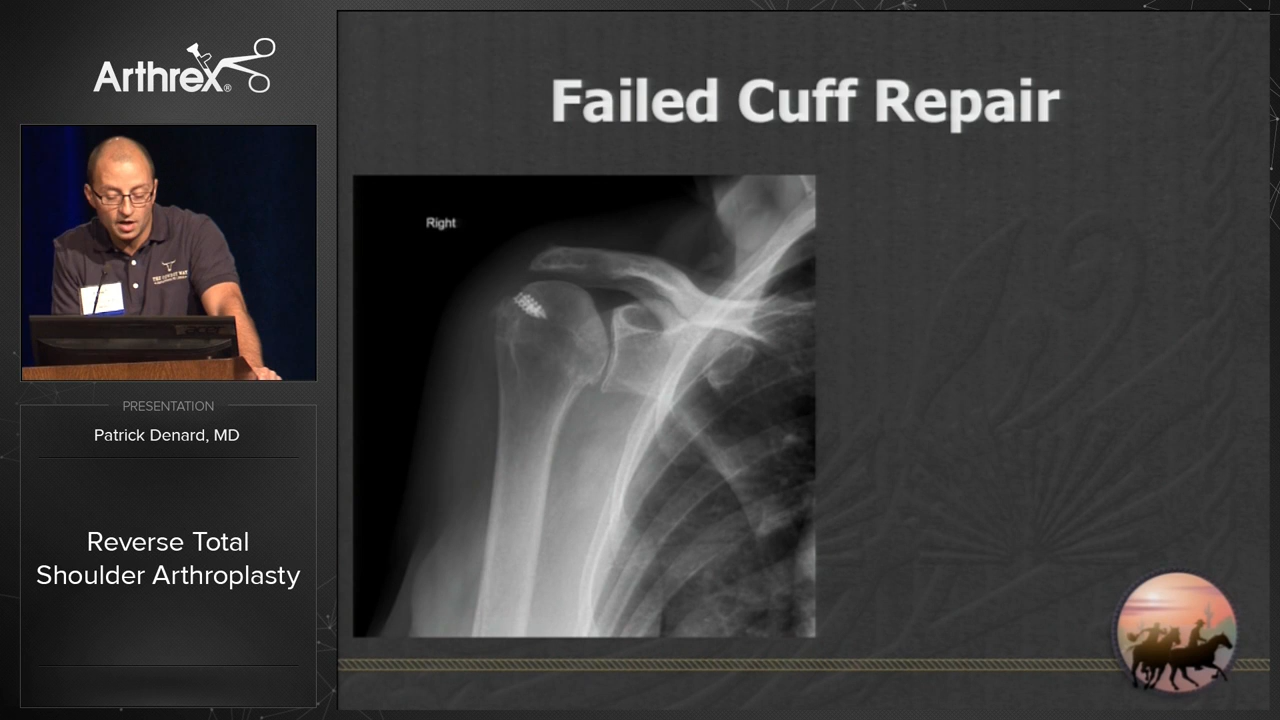 Arthrex®
PRESENTATION
Patrick Denard, MD
Reverse Total
Shoulder Arthroplasty
Failed Cuff Repair
Right